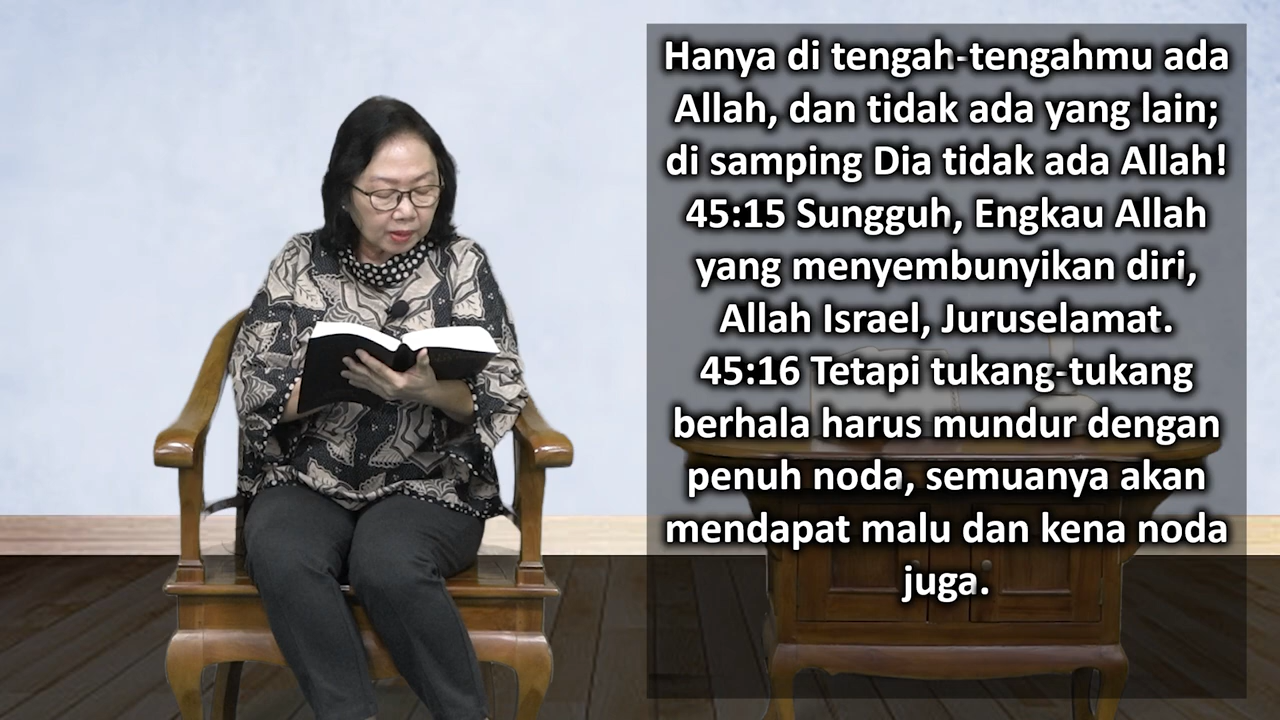 Hanya di tengah-tengahmu ada
Allah, dan tidak ada yang lain;
di samping Dia tidak ada Allah!
45:15 Sungguh, Engkau Allah
yang menyembunyikan diri,
Allah Israel, Juruselamat.
45:16 Tetapi tukang-tukang
berhala harus mundur dengan
penuh noda, semuanya akan
mendapat malu dan kena noda
juga.